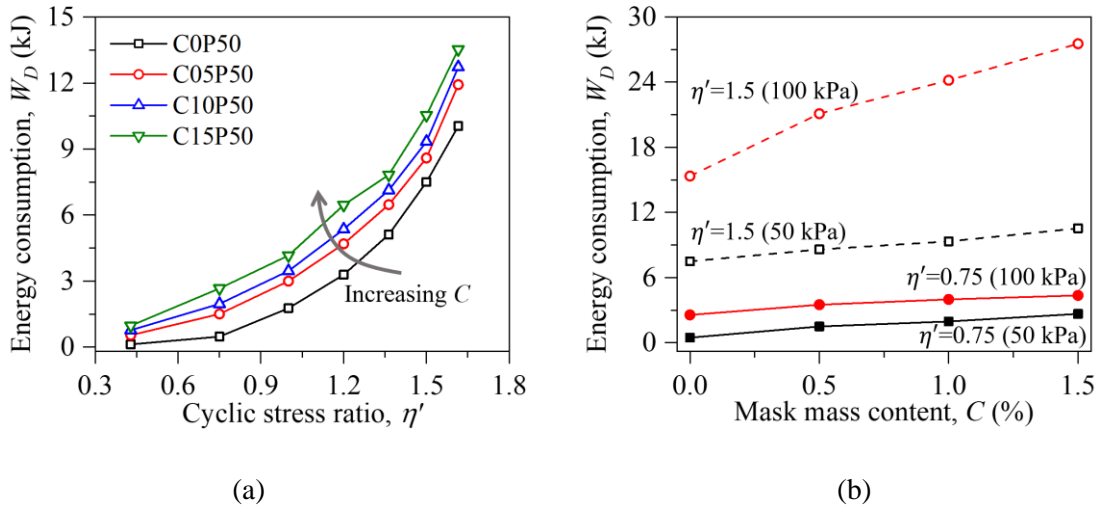 Energy consumption, W_D (kJ)
15
12
9
6
3
0
C0P50
C05P50
C10P50
C15P50
Increasing C
0.3 0.6 0.9 1.2 1.5 1.8
Cyclic stress ratio, η′
(a)
Energy consumption, W_D (kJ)
30
24
18
12
6
0
η′=1.5 (100 kPa)
η′=1.5 (50 kPa)
η′=0.75 (100 kPa)
η′=0.75 (50 kPa)
0.0 0.5 1.0 1.5
Mask mass content, C (%)
(b)